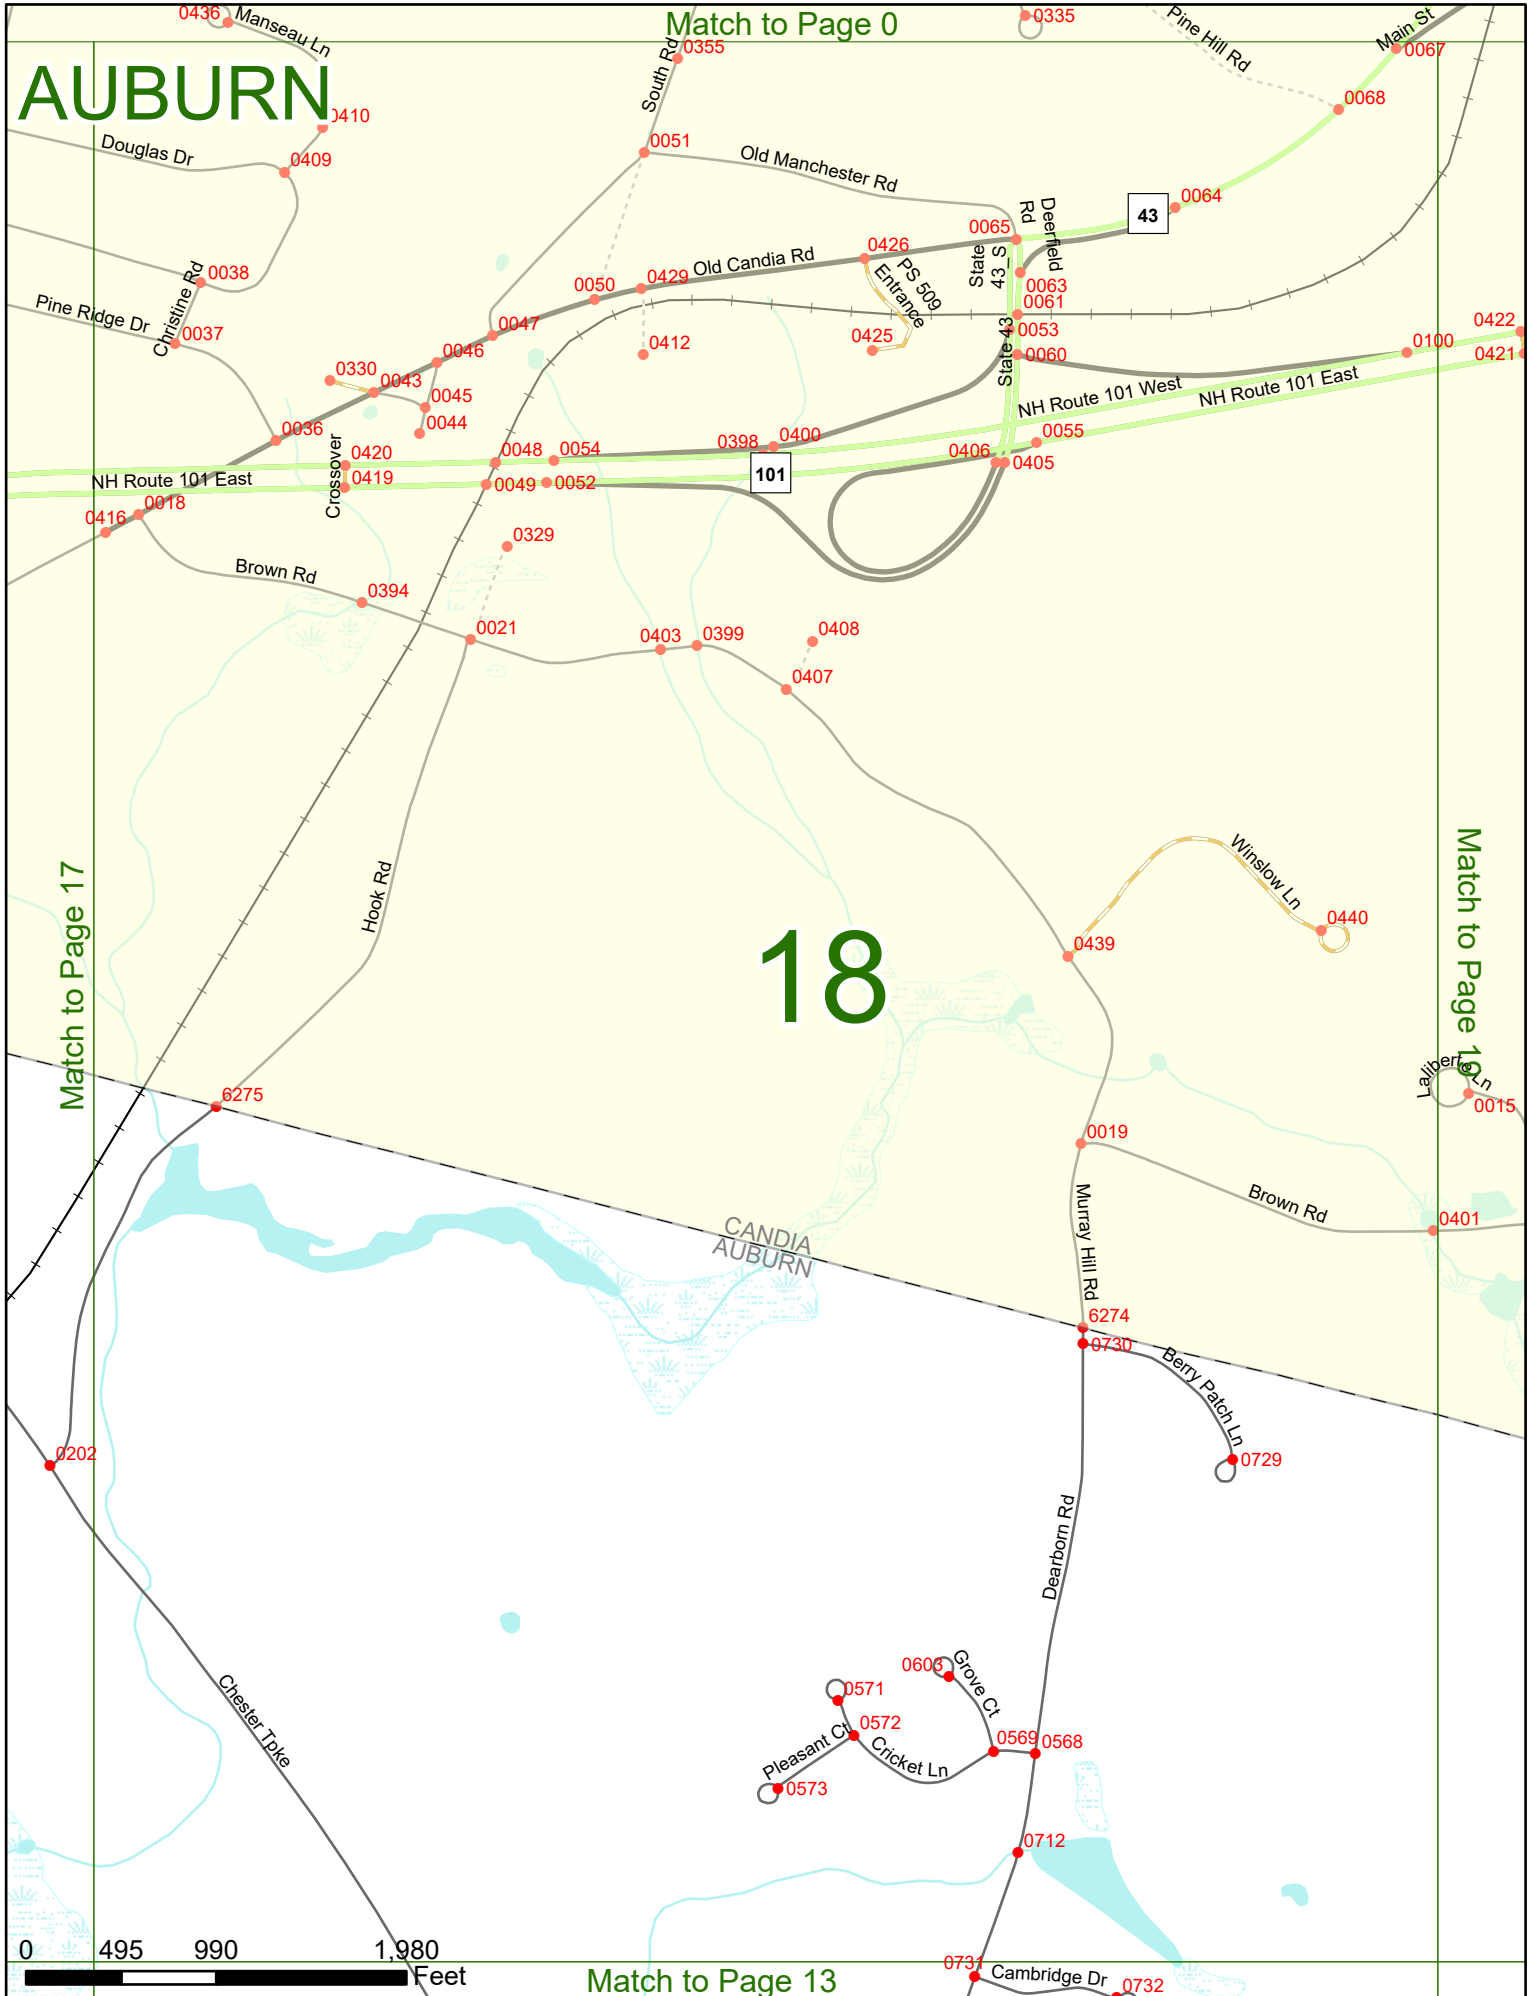 0436
Manseau Ln
Match to Page 0
0335
Pine Hill Rd
Main St
0067
AUBURN
0355
South Rd
0068
0410
Douglas Dr
0409
0051
Old Manchester Rd
43
0064
0065
Deerfield
Rd
State
43_S
0426
Old Candia Rd
PS 509
Entrance
0063
0038
Christine Rd
0050
0429
0061
Pine Ridge Dr
0037
0047
0412
0425
State 43
0053
0060
0100
0422
0421
0046
0330
0043
0045
0044
NH Route 101 West
NH Route 101 East
0036
0398
0400
0055
0420
0048
0054
0406
0405
101
NH Route 101 East
Crossover
0419
0049
0052
0018
0416
0329
Brown Rd
0394
0021
0403
0399
0408
0407
Hook Rd
Winslow Ln
0440
0439
Match to Page 17
18
Match to Page 19
Laliberte Ln
0015
6275
0019
Brown Rd
0401
Murray Hill Rd
CANDIA
AUBURN
6274
0730
Berry Patch Ln
0729
0202
Dearborn Rd
Chester Tpke
0603
Grove Ct
0571
0572
Pleasant Ct
Cricket Ln
0569
0568
0573
0712
0 495 990 1,980
Feet
Match to Page 13
0731
Cambridge Dr
0732